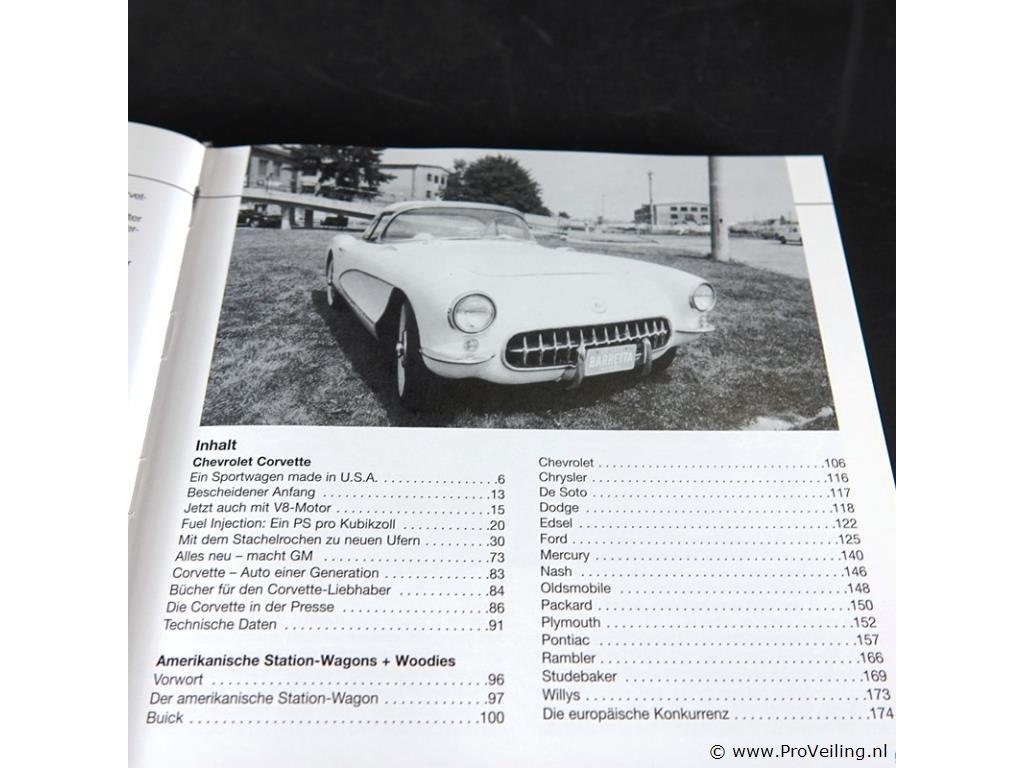 vel-
ter
er-
r
BARRETTA
Inhalt
Chevrolet Corvette
Ein Sportwagen made in U.S.A. . . . . . . . . . . . . . . . .6
Bescheidener Anfang . . . . . . . . . . . . . . . . . . . . . . .13
Jetzt auch mit V8-Motor . . . . . . . . . . . . . . . . . . . . .15
Fuel Injection: Ein PS pro Kubikzoll . . . . . . . . . . . .20
Mit dem Stachelrochen zu neuen Ufern . . . . . . . . .30
Alles neu – macht GM . . . . . . . . . . . . . . . . . . . . . . .73
Corvette – Auto einer Generation . . . . . . . . . . . . . .83
Bücher für den Corvette-Liebhaber . . . . . . . . . . . . .84
Die Corvette in der Presse . . . . . . . . . . . . . . . . . . .86
Technische Daten . . . . . . . . . . . . . . . . . . . . . . . . . .91
Amerikanische Station-Wagons + Woodies
Vorwort . . . . . . . . . . . . . . . . . . . . . . . . . . . . . . . . . .96
Der amerikanische Station-Wagon . . . . . . . . . . . . .97
Buick . . . . . . . . . . . . . . . . . . . . . . . . . . . . . . . . . . .100
Chevrolet . . . . . . . . . . . . . . . . . . . . . . . . . . . . .106
Chrysler . . . . . . . . . . . . . . . . . . . . . . . . . . . . . .116
De Soto . . . . . . . . . . . . . . . . . . . . . . . . . . . . . .117
Dodge . . . . . . . . . . . . . . . . . . . . . . . . . . . . . . .118
Edsel . . . . . . . . . . . . . . . . . . . . . . . . . . . . . . . .122
Ford . . . . . . . . . . . . . . . . . . . . . . . . . . . . . . . . .125
Mercury . . . . . . . . . . . . . . . . . . . . . . . . . . . . . .140
Nash . . . . . . . . . . . . . . . . . . . . . . . . . . . . . . . .146
Oldsmobile . . . . . . . . . . . . . . . . . . . . . . . . . . .148
Packard . . . . . . . . . . . . . . . . . . . . . . . . . . . . . .150
Plymouth . . . . . . . . . . . . . . . . . . . . . . . . . . . . .152
Pontiac . . . . . . . . . . . . . . . . . . . . . . . . . . . . . .157
Rambler . . . . . . . . . . . . . . . . . . . . . . . . . . . . . .166
Studebaker . . . . . . . . . . . . . . . . . . . . . . . . . . .169
Willys . . . . . . . . . . . . . . . . . . . . . . . . . . . . . . . .173
Die europäische Konkurrenz . . . . . . . . . . . . . . .174
© www.ProVeiling.nl